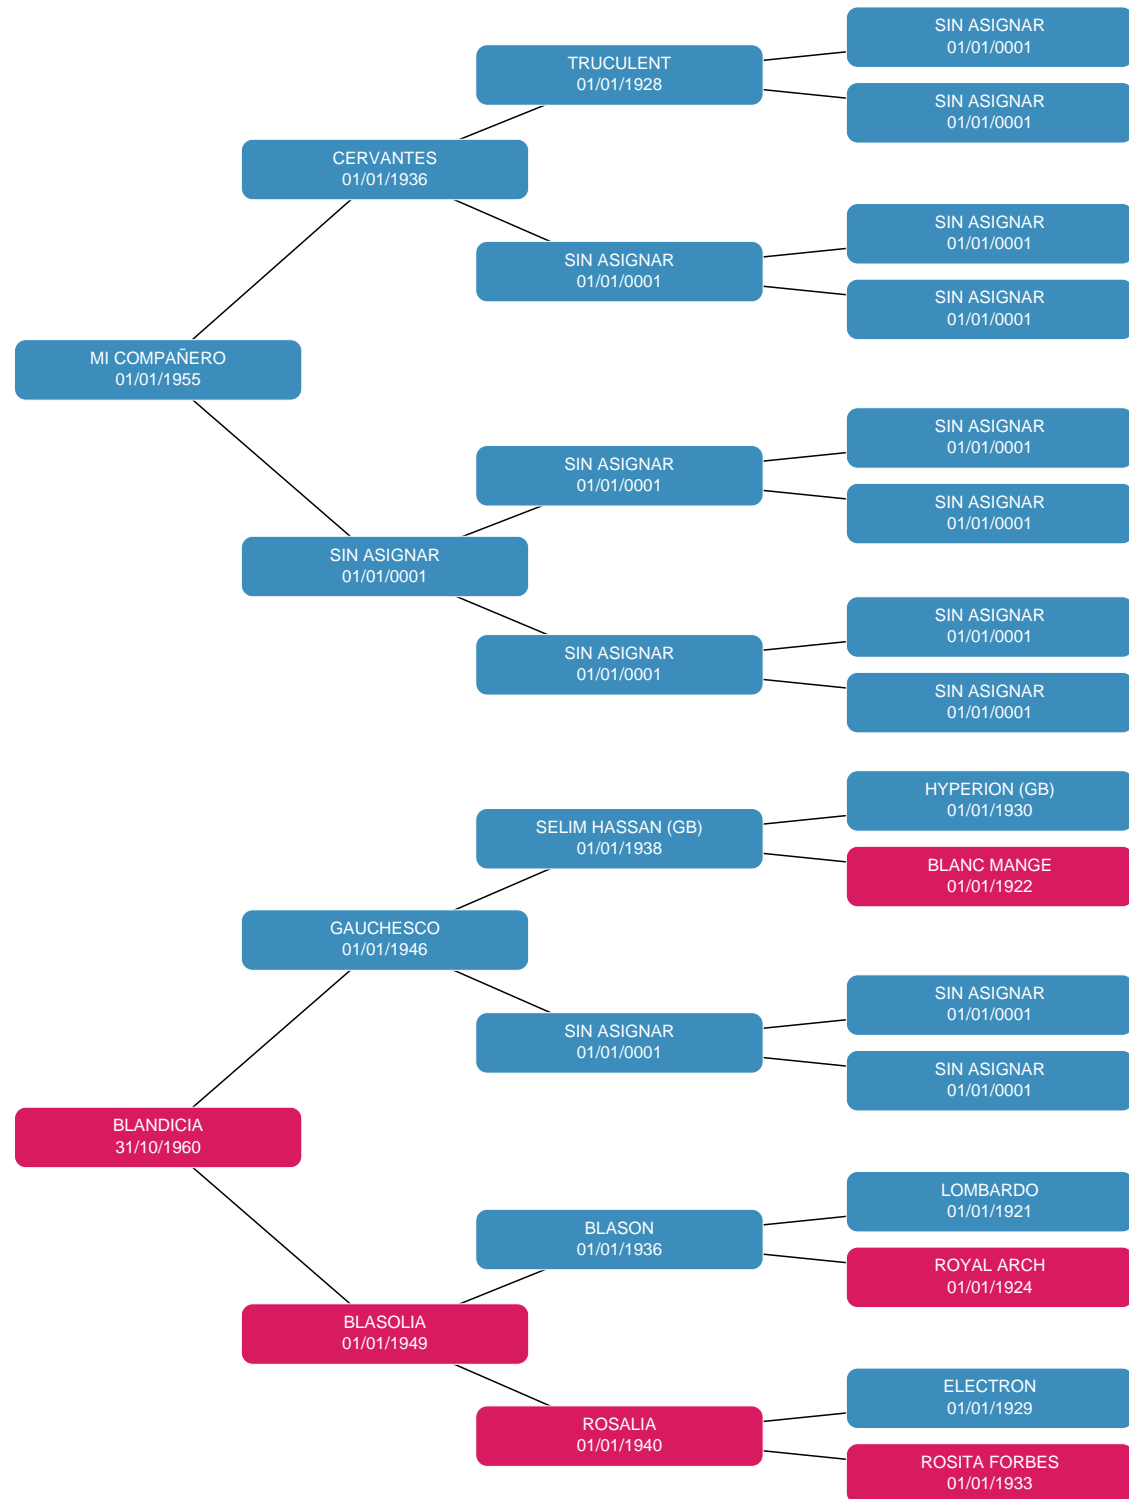 SIN ASIGNAR
01/01/0001
TRUCULENT
01/01/1928
SIN ASIGNAR
01/01/0001
CERVANTES
01/01/1936
SIN ASIGNAR
01/01/0001
SIN ASIGNAR
01/01/0001
SIN ASIGNAR
01/01/0001
MI COMPAÑERO
01/01/1955
SIN ASIGNAR
01/01/0001
SIN ASIGNAR
01/01/0001
SIN ASIGNAR
01/01/0001
SIN ASIGNAR
01/01/0001
SIN ASIGNAR
01/01/0001
SIN ASIGNAR
01/01/0001
SIN ASIGNAR
01/01/0001
HYPERION (GB)
01/01/1930
SELIM HASSAN (GB)
01/01/1938
BLANC MANGE
01/01/1922
GAUCHESCO
01/01/1946
SIN ASIGNAR
01/01/0001
SIN ASIGNAR
01/01/0001
SIN ASIGNAR
01/01/0001
BLANDICIA
31/10/1960
LOMBARDO
01/01/1921
BLASON
01/01/1936
ROYAL ARCH
01/01/1924
BLASOLIA
01/01/1949
ELECTRON
01/01/1929
ROSALIA
01/01/1940
ROSITA FORBES
01/01/1933